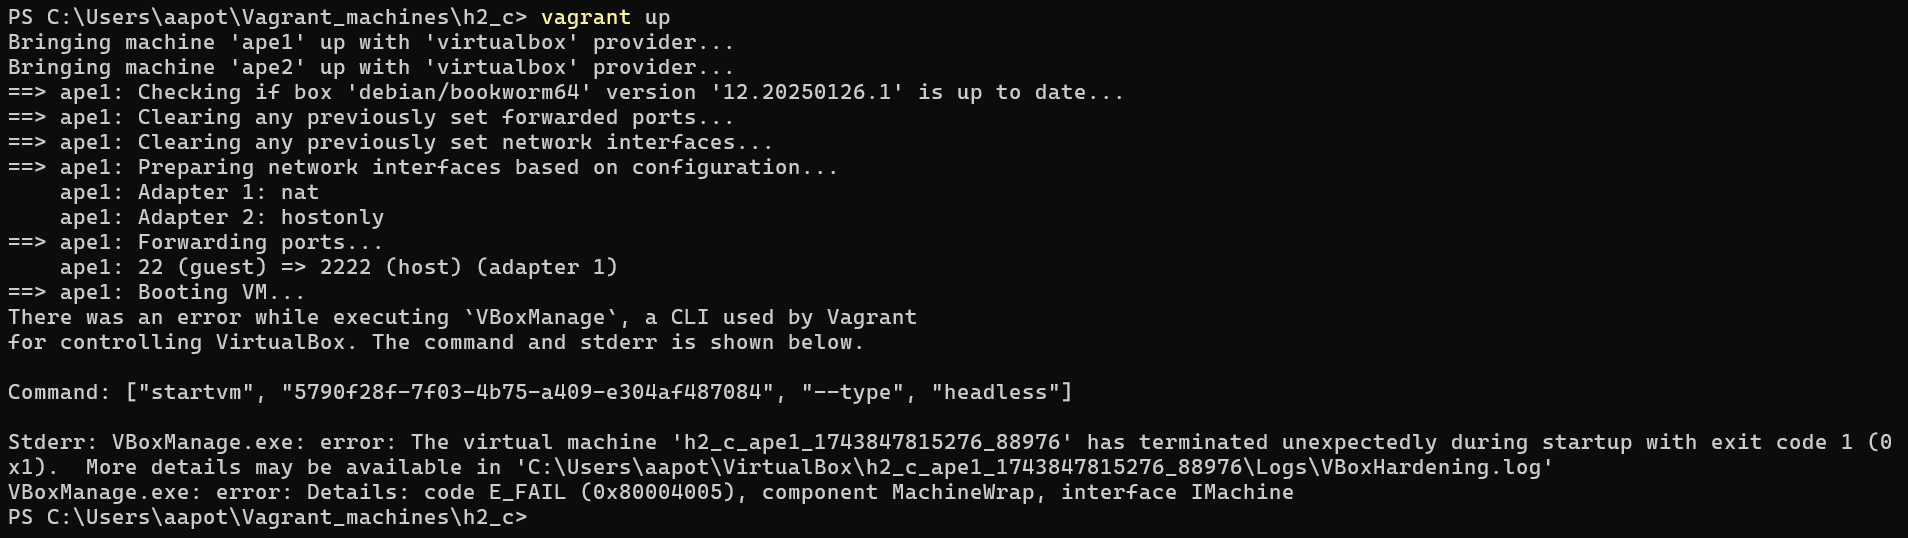 PS C:\Users\aapot\Vagrant_machines\h2_c> vagrant up
Bringing machine 'ape1' up with 'virtualbox' provider...
Bringing machine 'ape2' up with 'virtualbox' provider...
==> ape1: Checking if box 'debian/bookworm64' version '12.20250126.1' is up to date...
==> ape1: Clearing any previously set forwarded ports...
==> ape1: Clearing any previously set network interfaces...
==> ape1: Preparing network interfaces based on configuration...
    ape1: Adapter 1: nat
    ape1: Adapter 2: hostonly
==> ape1: Forwarding ports...
    ape1: 22 (guest) => 2222 (host) (adapter 1)
==> ape1: Booting VM...
There was an error while executing `VBoxManage`, a CLI used by Vagrant
for controlling VirtualBox. The command and stderr is shown below.

Command: ["startvm", "5790f28f-7f03-4b75-a409-e304af487084", "--type", "headless"]

Stderr: VBoxManage.exe: error: The virtual machine 'h2_c_ape1_1743847815276_88976' has terminated unexpectedly during startup with exit code 1 (0
x1).  More details may be available in 'C:\Users\aapot\VirtualBox\h2_c_ape1_1743847815276_88976\Logs\VBoxHardening.log'
VBoxManage.exe: error: Details: code E_FAIL (0x80004005), component MachineWrap, interface IMachine
PS C:\Users\aapot\Vagrant_machines\h2_c>